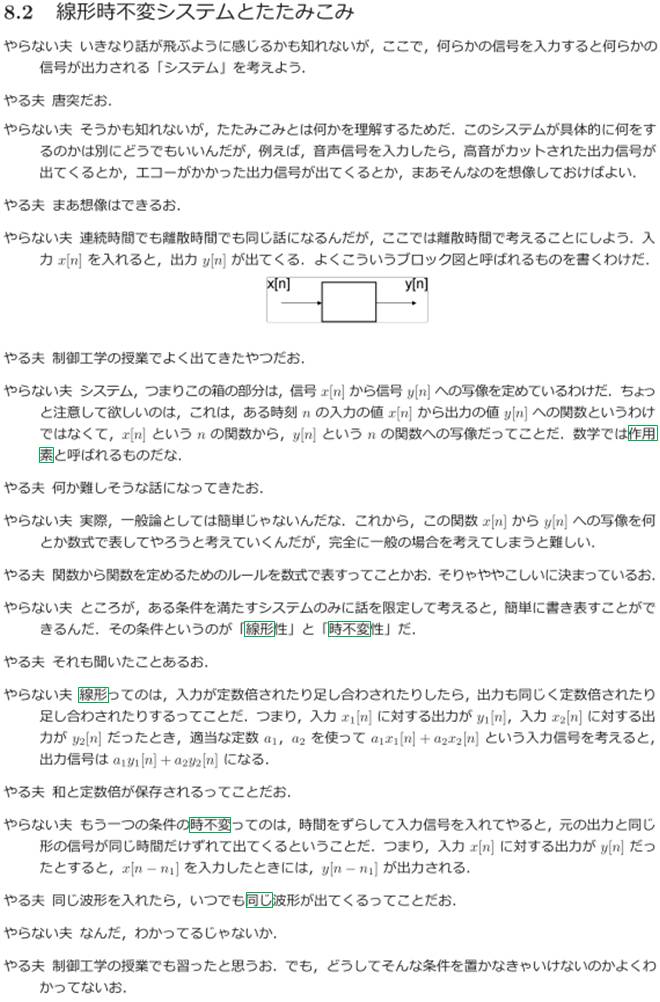 8.2 線形時不変システムとたたみこみ
やらない夫 いきなり話が飛ぶように感じるかも知れないが，ここで，何らかの信号を入力すると何らかの
信号が出力される「システム」を考えよう．
やる夫 唐突だお．
やらない夫 そうかも知れないが，たたみこみとは何かを理解するためだ．このシステムが具体的に何をす
るのかは別にどうでもいいんだが，例えば，音声信号を入力したら，高音がカットされた出力信号が
出てくるとか，エコーがかかった出力信号が出てくるとか，まあそんなのを想像しておけばよい．
やる夫 まあ想像はできるお．
やらない夫 連続時間でも離散時間でも同じ話になるんだが，ここでは離散時間で考えることにしよう．入
力 x[n] を入れると，出力 y[n] が出てくる．よくこういうブロック図と呼ばれるものを書くわけだ．
x[n] y[n]
やる夫 制御工学の授業でよく出てきたやつだお．
やらない夫 システム，つまりこの箱の部分は，信号 x[n] から信号 y[n] への写像を定めているわけだ．ちょっ
と注意して欲しいのは，これは，ある時刻 n の入力の値 x[n] から出力の値 y[n] への関数というわけ
ではなくて，x[n] という n の関数から，y[n] という n の関数への写像だってことだ．数学では作用
素と呼ばれるものだな．
やる夫 何か難しそうな話になってきたお．
やらない夫 実際，一般論としては簡単じゃないんだな．これから，この関数 x[n] から y[n] への写像を何
とか数式で表してやろうと考えていくんだが，完全に一般の場合を考えてしまうと難しい．
やる夫 関数から関数を定めるためのルールを数式で表すってことかお．そりゃややこしいに決まっているお．
やらない夫 ところが，ある条件を満たすシステムのみに話を限定して考えると，簡単に書き表すことがで
きるんだ．その条件というのが「線形性」と「時不変性」だ．
やる夫 それも聞いたことあるお．
やらない夫 線形ってのは，入力が定数倍されたり足し合わされたりしたら，出力も同じく定数倍されたり
足し合わされたりするってことだ．つまり，入力 x₁[n] に対する出力が y₁[n]，入力 x₂[n] に対する出
力が y₂[n] だったとき，適当な定数 a₁，a₂ を使って a₁x₁[n] + a₂x₂[n] という入力信号を考えると，
出力信号は a₁y₁[n] + a₂y₂[n] になる．
やる夫 和と定数倍が保存されるってことだお．
やらない夫 もう一つの条件の時不変ってのは，時間をずらして入力信号を入れてやると，元の出力と同じ
形の信号が同じ時間だけずれて出てくるということだ．つまり，入力 x[n] に対する出力が y[n] だっ
たとすると，x[n − n₁] を入力したときには，y[n − n₁] が出力される．
やる夫 同じ波形を入れたら，いつでも同じ波形が出てくるってことだお．
やらない夫 なんだ，わかってるじゃないか．
やる夫 制御工学の授業でも習ったと思うお．でも，どうしてそんな条件を置かなきゃいけないのかよくわ
かってないお．